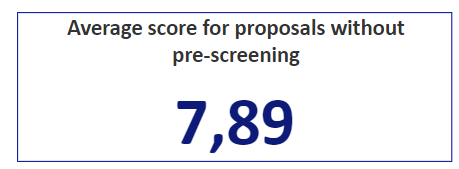 Average score for proposals without
pre-screening
7,89